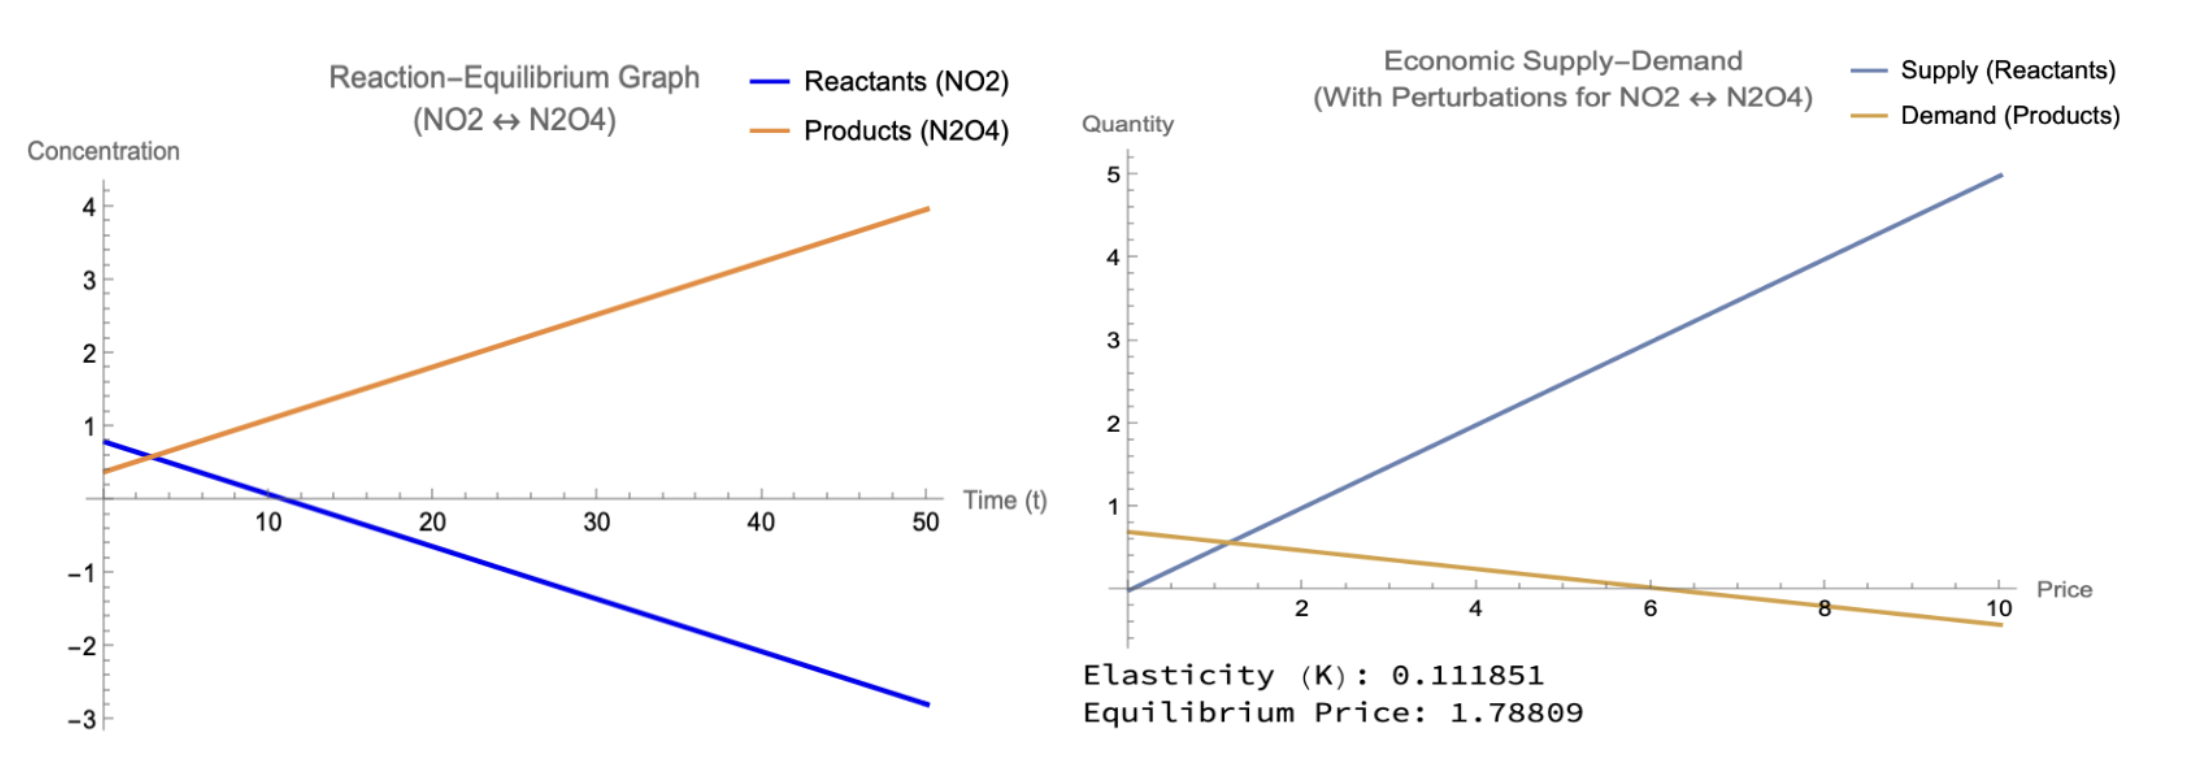 Reaction–Equilibrium Graph
(NO2 ↔ N2O4)
Reactants (NO2)
Products (N2O4)
Concentration
4
3
2
1
−1
−2
−3
10 20 30 40 50
Time (t)
Economic Supply–Demand
(With Perturbations for NO2 ↔ N2O4)
Supply (Reactants)
Demand (Products)
Quantity
5
4
3
2
1
2 4 6 8 10
Price
Elasticity (K): 0.111851
Equilibrium Price: 1.78809